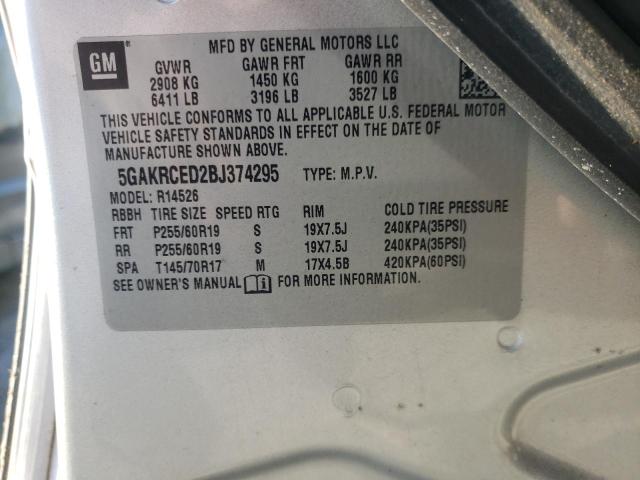 GM
MFD BY GENERAL MOTORS LLC
GVWR GAWR FRT GAWR RR
2908 KG 1450 KG 1600 KG
6411 LB 3196 LB 3527 LB
THIS VEHICLE CONFORMS TO ALL APPLICABLE U.S. FEDERAL MOTOR
VEHICLE SAFETY STANDARDS IN EFFECT ON THE DATE OF
MANUFACTURE SHOWN ABOVE.
5GAKRCED2BJ374295 TYPE: M.P.V.
MODEL: R14526
RBBH TIRE SIZE SPEED RTG RIM COLD TIRE PRESSURE
FRT P255/60R19 S 19X7.5J 240KPA(35PSI)
RR P255/60R19 S 19X7.5J 240KPA(35PSI)
SPA T145/70R17 M 17X4.5B 420KPA(60PSI)
SEE OWNER'S MANUAL FOR MORE INFORMATION.